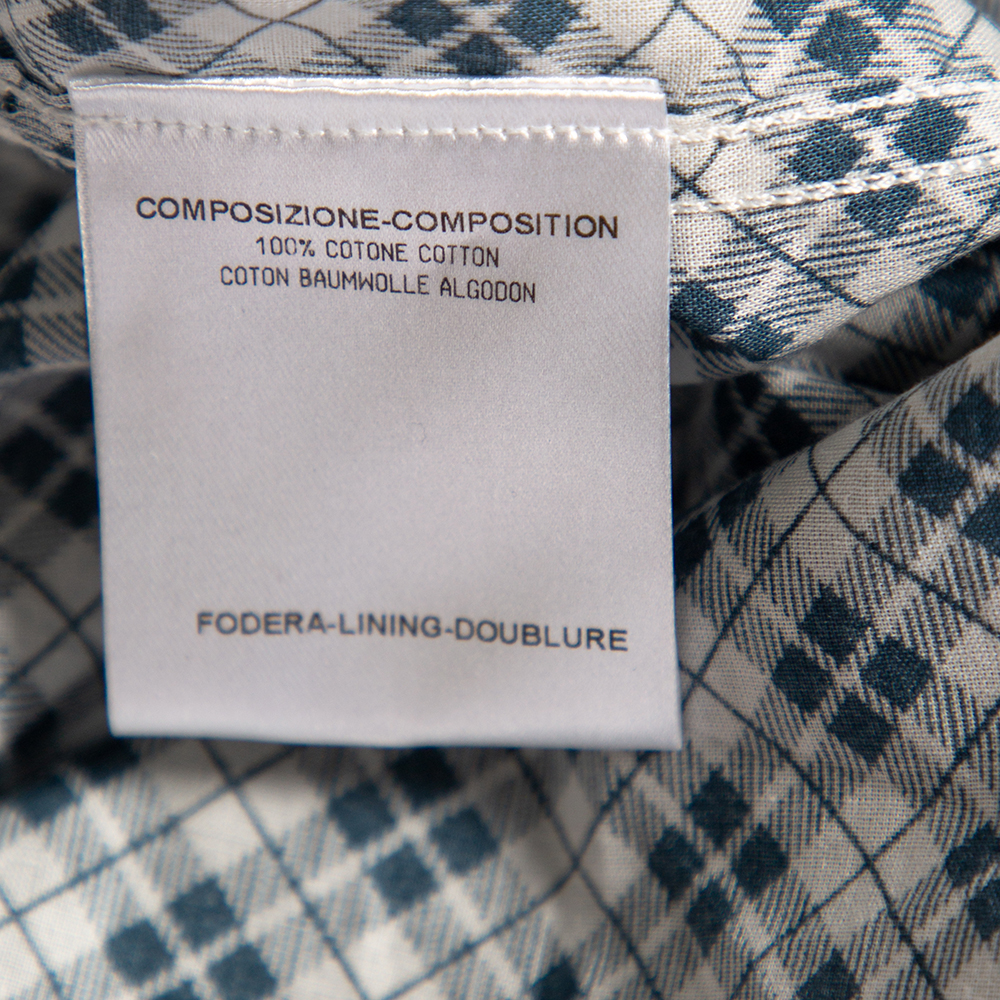 COMPOSIZIONE-COMPOSITION
100% COTONE COTTON
COTON BAUMWOLLE ALGODON
FODERA-LINING-DOUBLURE